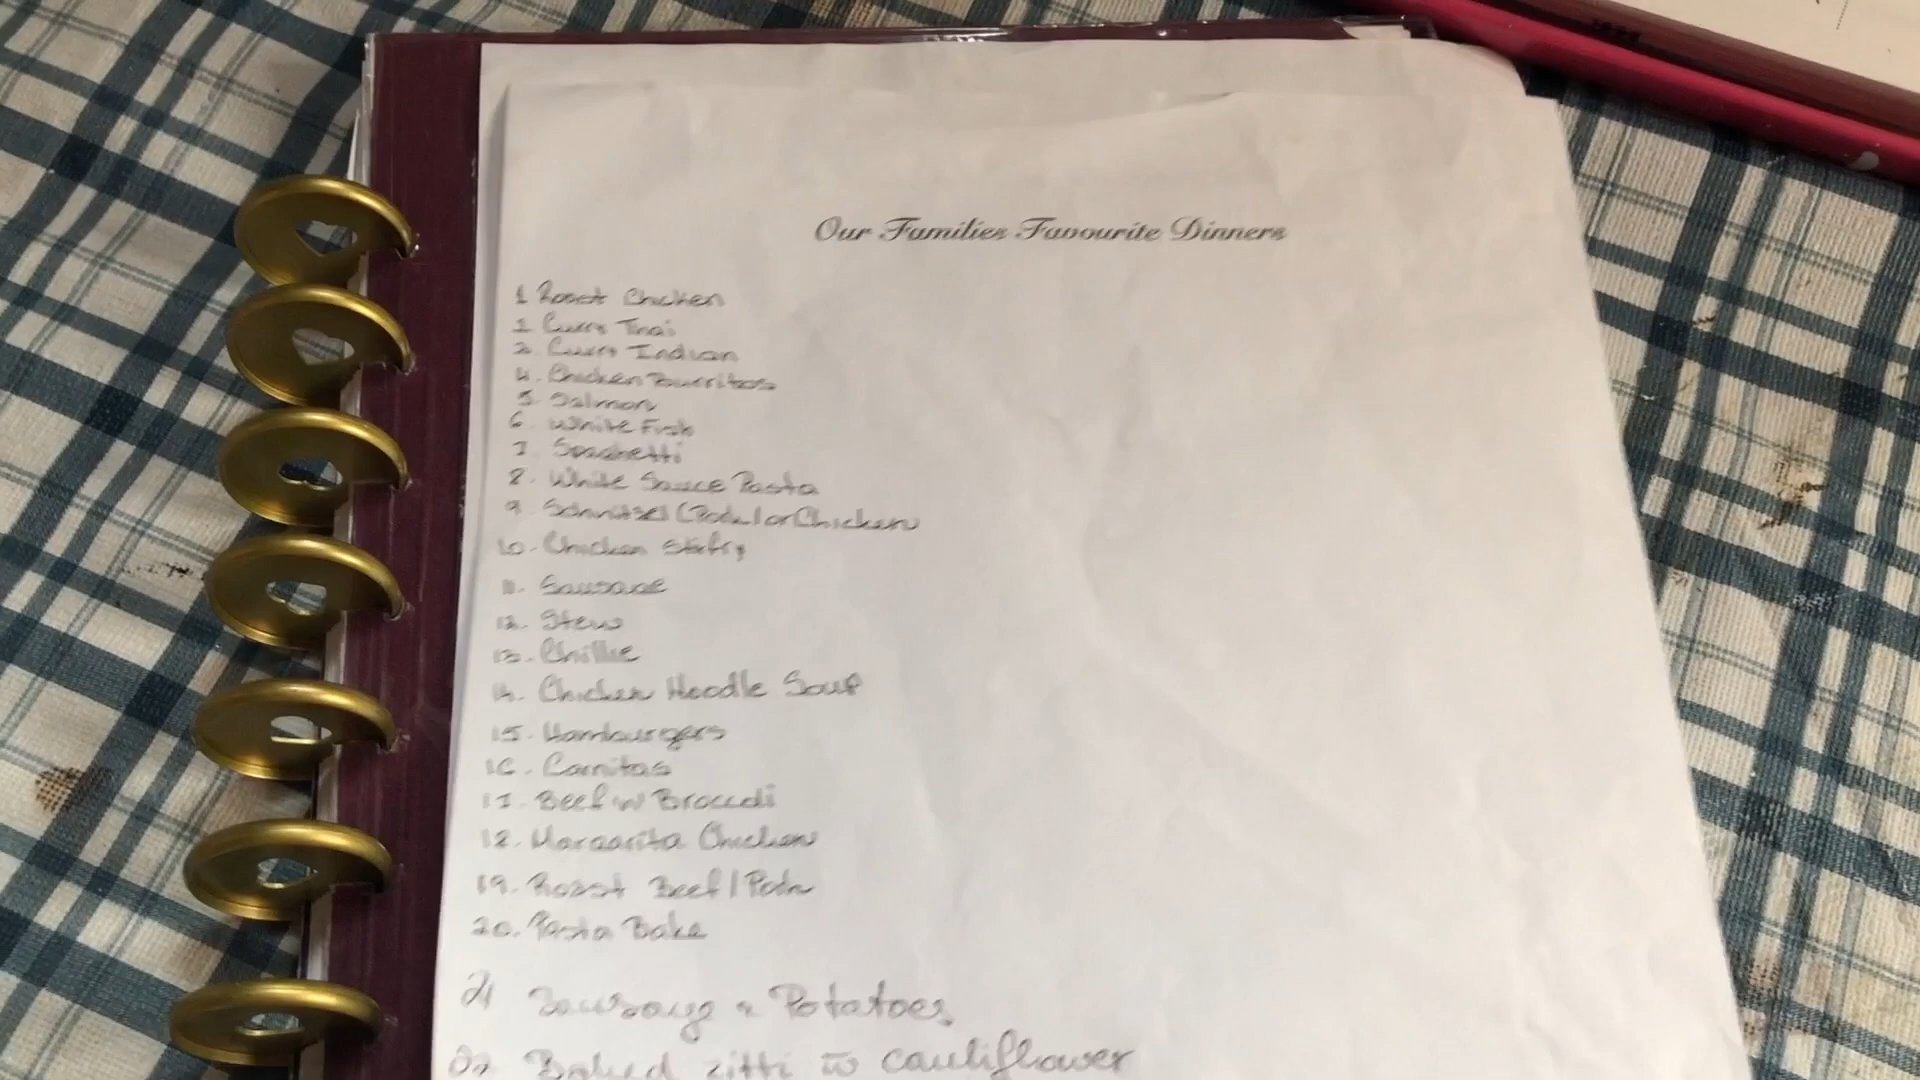 Our Families Favourite Dinners
1 Roast Chicken
2 Curry Thai
3. Curry Indian
4. Chicken Burritos
5. Salmon
6. White Fish
7. Spaghetti
8. White Sauce Pasta
9. Schnitzel (Pork/or Chicken
10. Chicken Stirfry
11. Sausage
12. Stew
13. Chillie
14. Chicken Noodle Soup
15. Hamburgers
16. Carnitas
17. Beef w/ Broccoli
18. Margarita Chicken
19. Roast Beef/Pork
20. Pasta Bake
21 Sausaug + Potatoes
22 Baked zitti w cauliflower